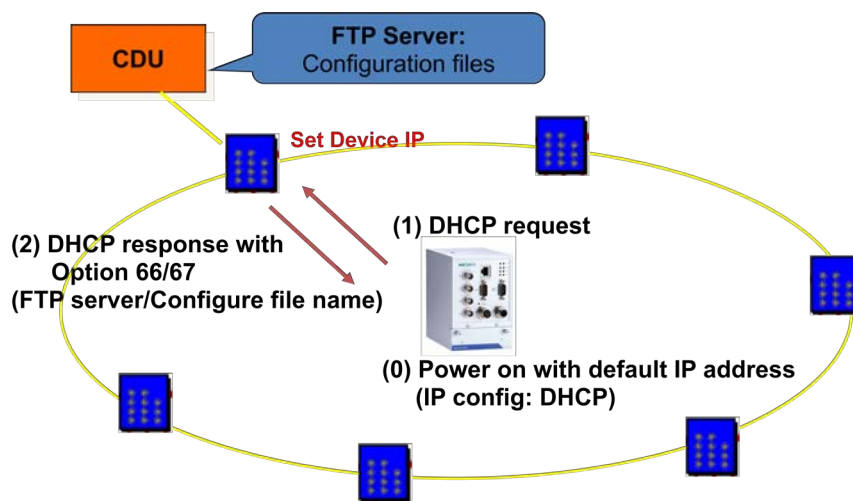 CDU
FTP Server:
Configuration files
Set Device IP
(1) DHCP request
(2) DHCP response with
Option 66/67
(FTP server/Configure file name)
(0) Power on with default IP address
(IP config: DHCP)